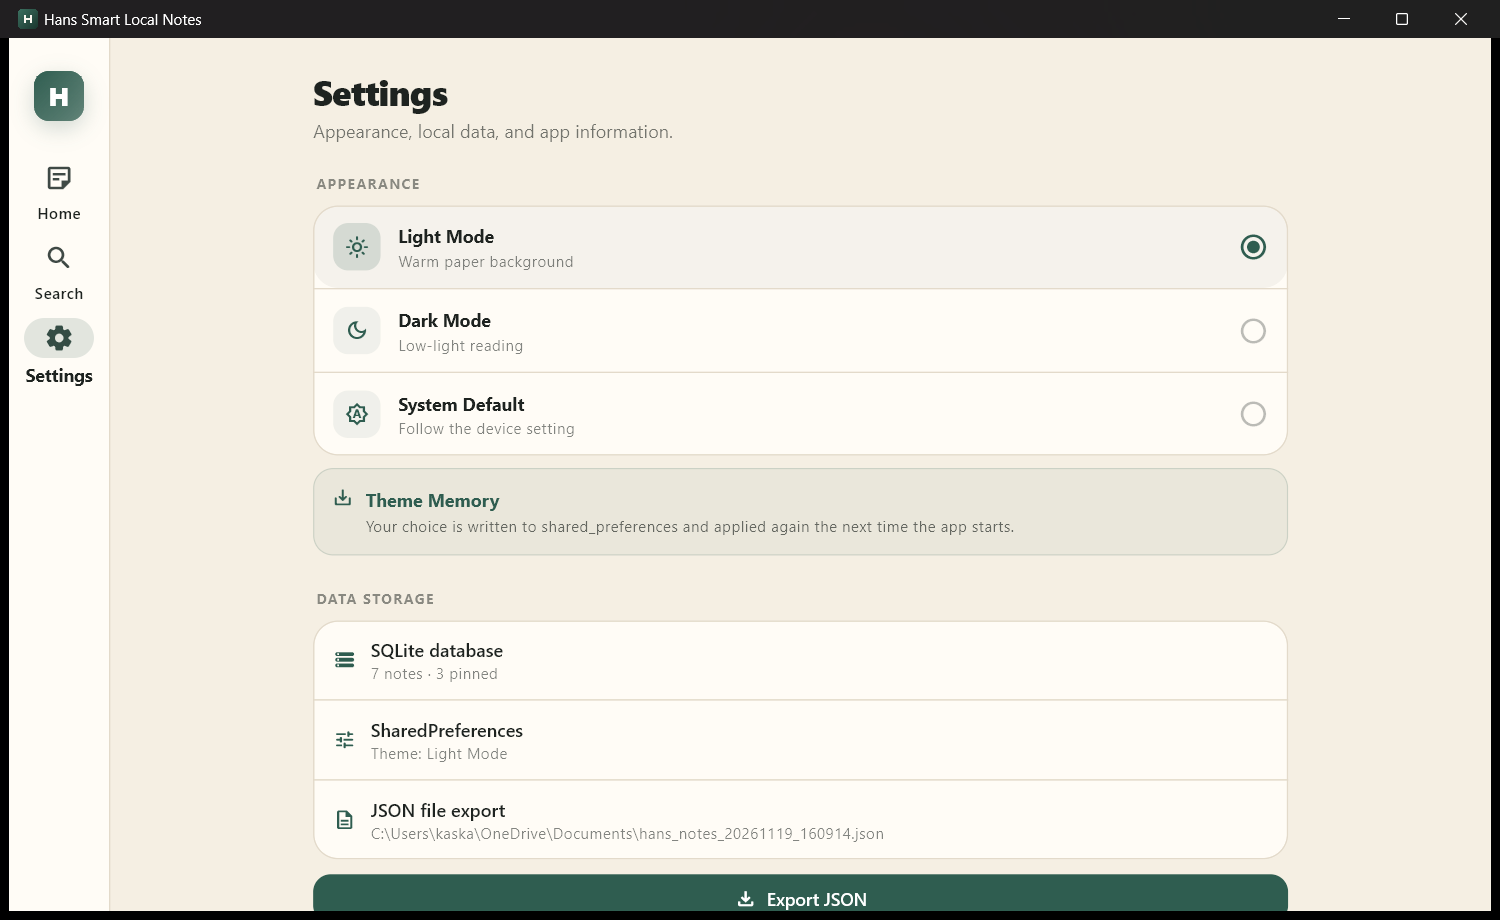 H Hans Smart Local Notes
H
Home
Search
Settings
Settings
Appearance, local data, and app information.
APPEARANCE
Light Mode
Warm paper background
Dark Mode
Low-light reading
A
System Default
Follow the device setting
Theme Memory
Your choice is written to shared_preferences and applied again the next time the app starts.
DATA STORAGE
SQLite database
7 notes · 3 pinned
SharedPreferences
Theme: Light Mode
JSON file export
C:\Users\kaska\OneDrive\Documents\hans_notes_20261119_160914.json
Export JSON